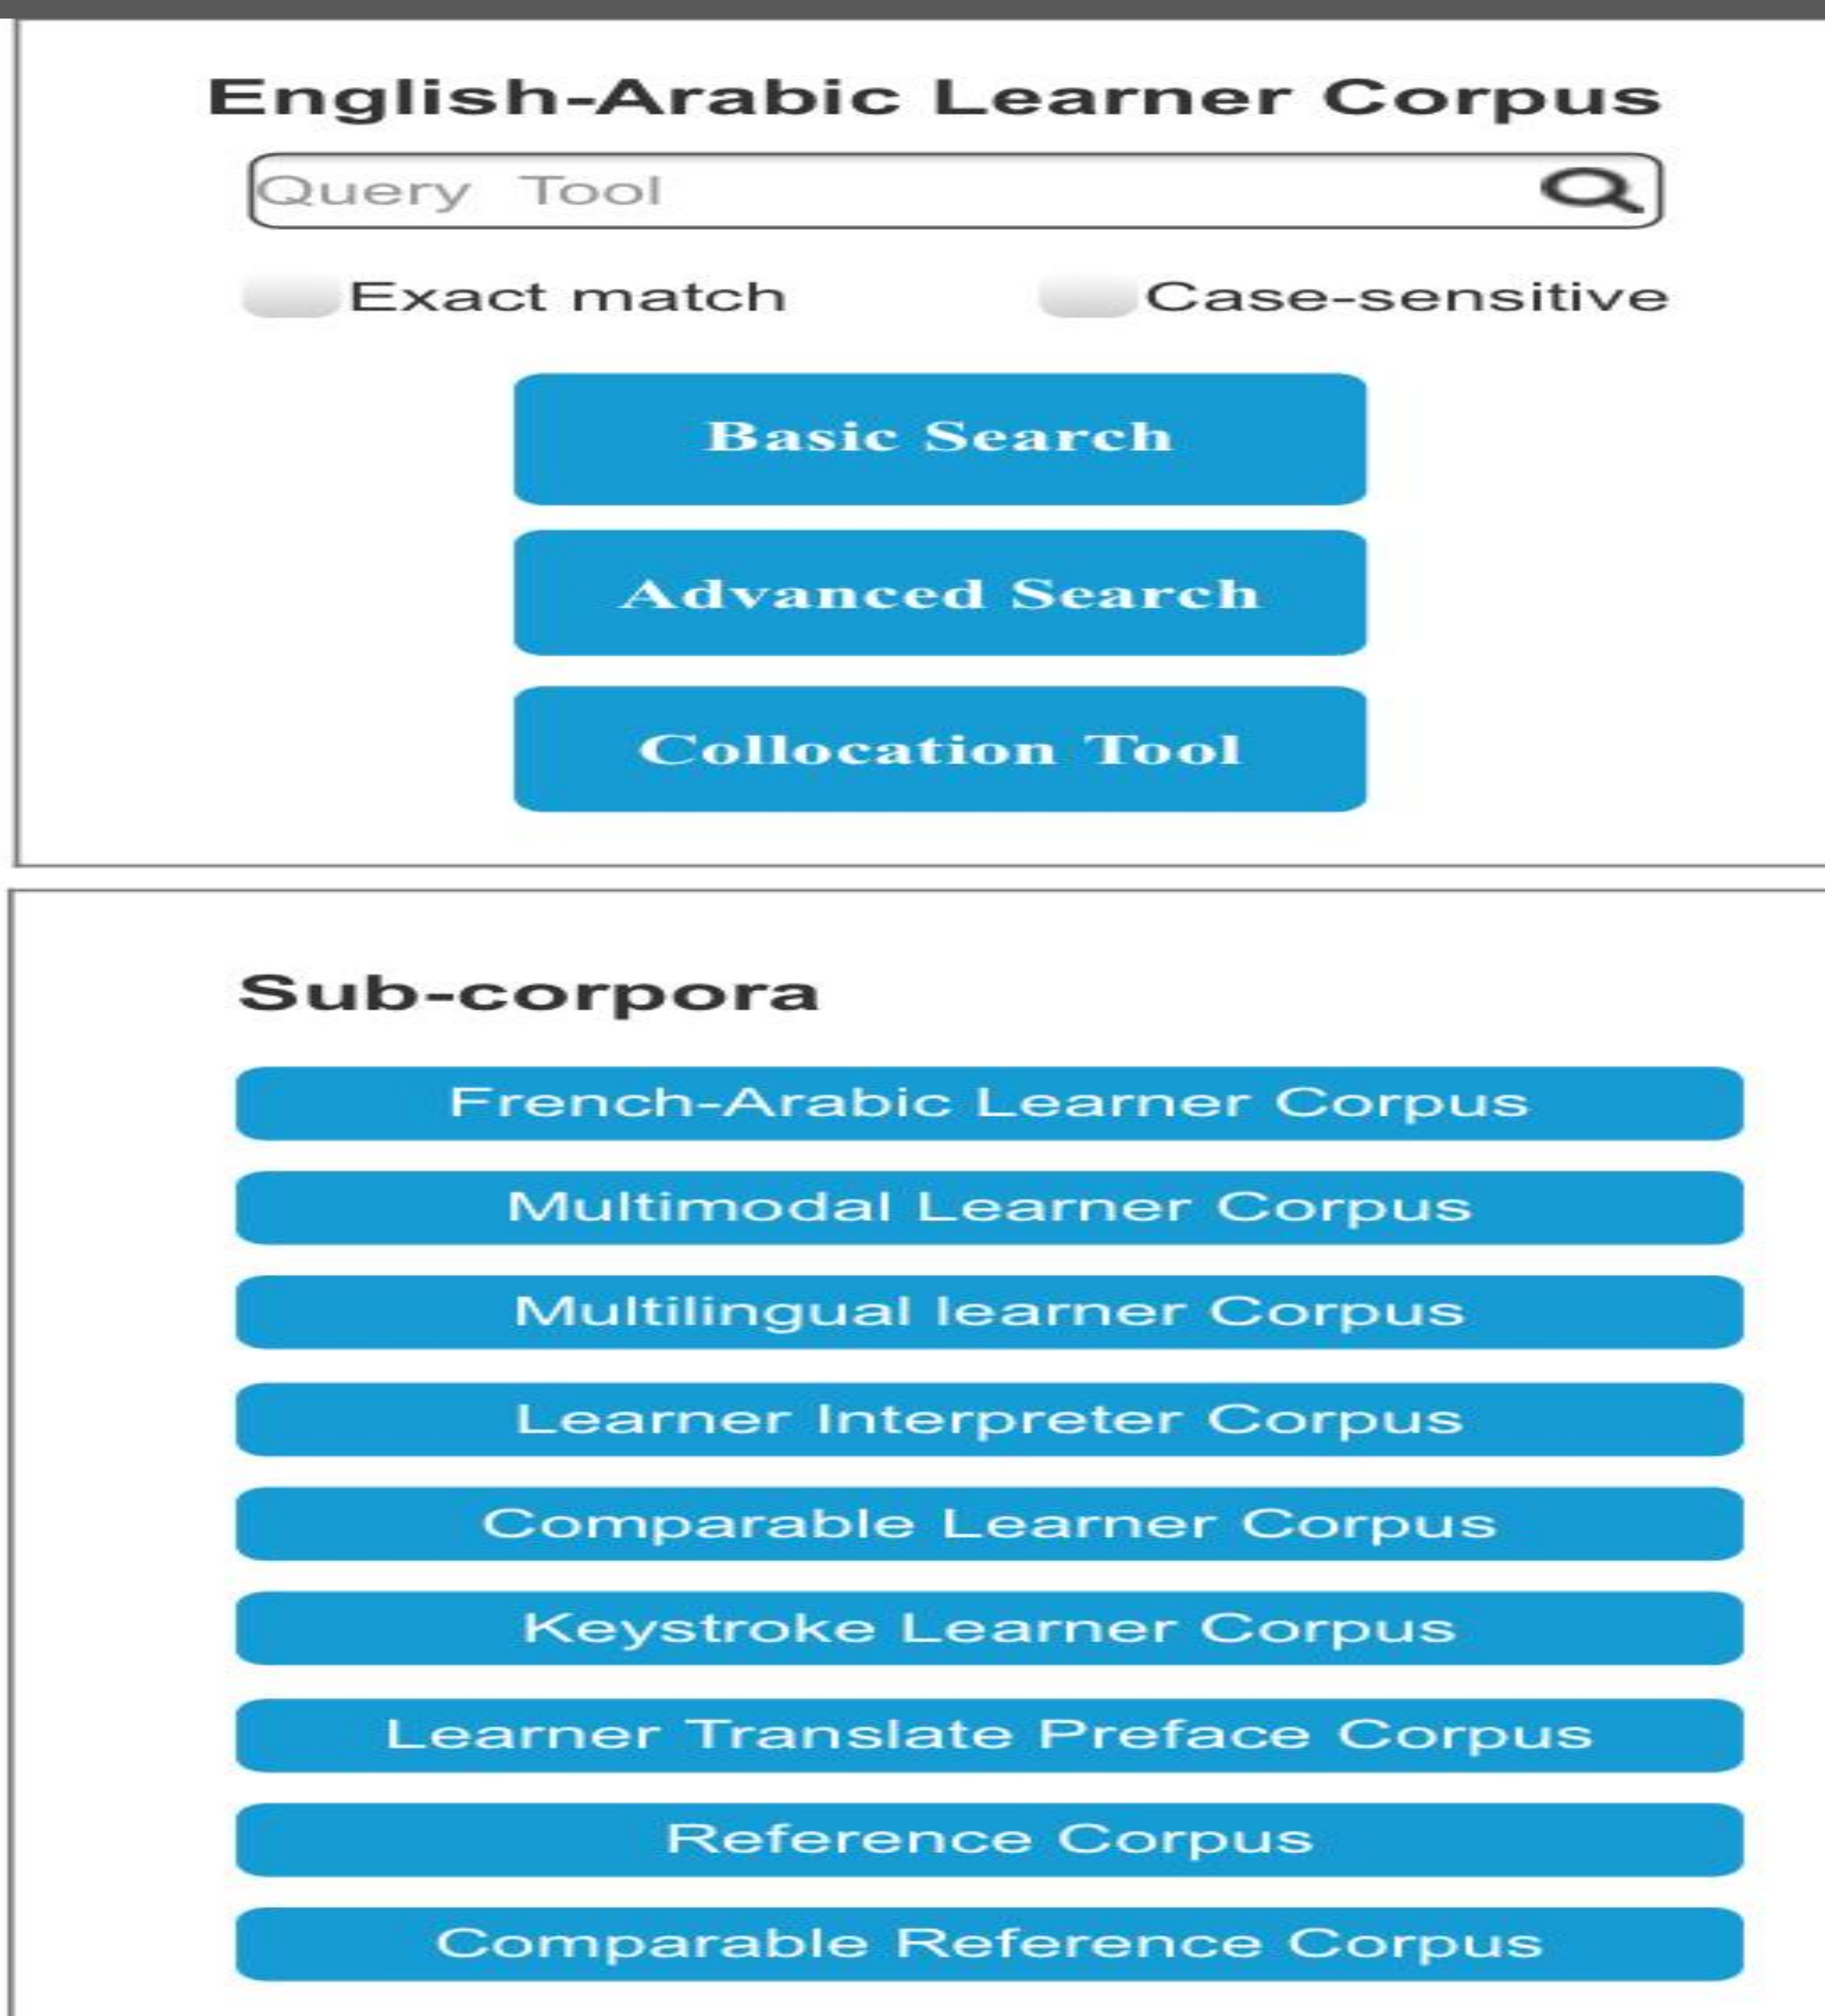 English-Arabic Learner Corpus
Query Tool
Exact match Case-sensitive
Basic Search
Advanced Search
Collocation Tool
Sub-corpora
French-Arabic Learner Corpus
Multimodal Learner Corpus
Multilingual learner Corpus
Learner Interpreter Corpus
Comparable Learner Corpus
Keystroke Learner Corpus
Learner Translate Preface Corpus
Reference Corpus
Comparable Reference Corpus